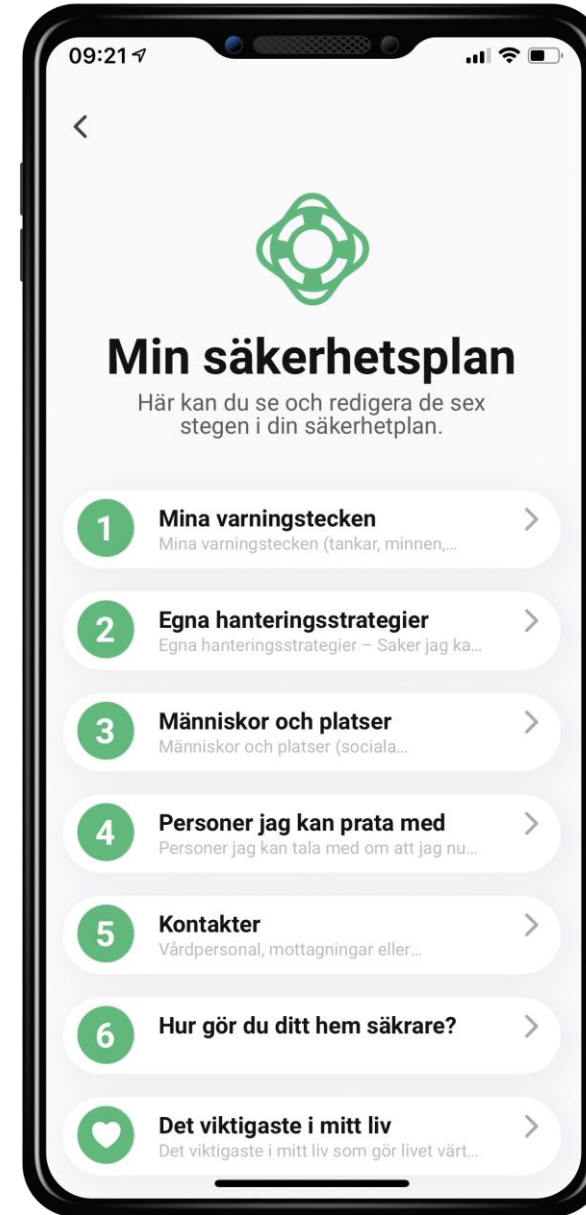 09:21
Min säkerhetsplan
Här kan du se och redigera de sex
stegen i din säkerhetplan.
1
Mina varningstecken
Mina varningstecken (tankar, minnen,...
2
Egna hanteringsstrategier
Egna hanteringsstrategier – Saker jag ka...
3
Människor och platser
Människor och platser (sociala...
4
Personer jag kan prata med
Personer jag kan tala med om att jag nu...
5
Kontakter
Vårdpersonal, mottagningar eller...
6
Hur gör du ditt hem säkrare?
Det viktigaste i mitt liv
Det viktigaste i mitt liv som gör livet värt...